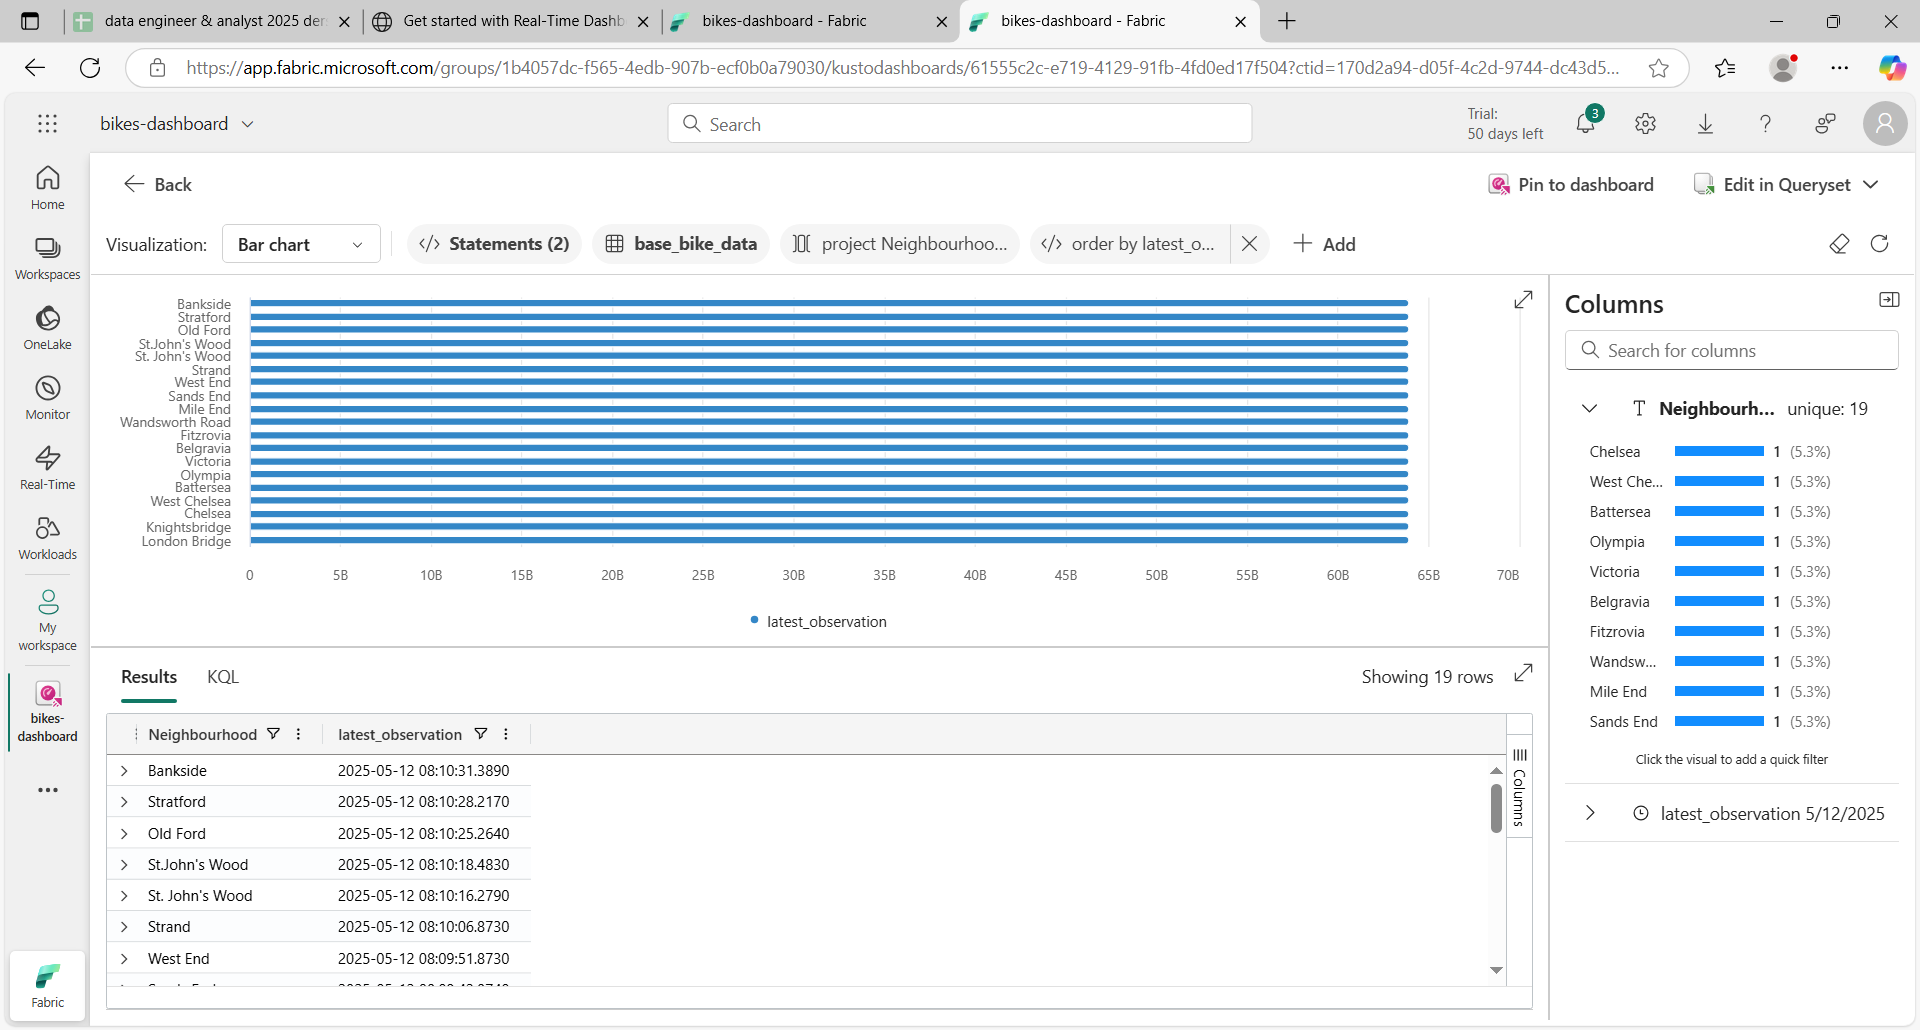 data engineer & analyst 2025 der
Get started with Real-Time Dashb
bikes-dashboard - Fabric
bikes-dashboard - Fabric
https://app.fabric.microsoft.com/groups/1b4057dc-f565-4edb-907b-ecf0b0a79030/kustodashboards/61555c2c-e719-4129-91fb-4fd0ed17f504?ctid=170d2a94-d05f-4c2d-9744-dc43d5...
bikes-dashboard
Search
Trial:
50 days left
3
Home
Workspaces
OneLake
Monitor
Real-Time
Workloads
My
workspace
bikes-
dashboard
Fabric
Back
Pin to dashboard
Edit in Queryset
Visualization:
Bar chart
Statements (2)
base_bike_data
project Neighbourhoo...
order by latest_o...
Add
Bankside
Stratford
Old Ford
St.John's Wood
St. John's Wood
Strand
West End
Sands End
Mile End
Wandsworth Road
Fitzrovia
Belgravia
Victoria
Olympia
Battersea
West Chelsea
Chelsea
Knightsbridge
London Bridge
0 5B 10B 15B 20B 25B 30B 35B 40B 45B 50B 55B 60B 65B 70B
latest_observation
Results KQL
Showing 19 rows
Neighbourhood latest_observation
Bankside 2025-05-12 08:10:31.3890
Stratford 2025-05-12 08:10:28.2170
Old Ford 2025-05-12 08:10:25.2640
St.John's Wood 2025-05-12 08:10:18.4830
St. John's Wood 2025-05-12 08:10:16.2790
Strand 2025-05-12 08:10:06.8730
West End 2025-05-12 08:09:51.8730
Columns
Columns
Search for columns
Neighbourh... unique: 19
Chelsea 1 (5.3%)
West Che... 1 (5.3%)
Battersea 1 (5.3%)
Olympia 1 (5.3%)
Victoria 1 (5.3%)
Belgravia 1 (5.3%)
Fitzrovia 1 (5.3%)
Wandsw... 1 (5.3%)
Mile End 1 (5.3%)
Sands End 1 (5.3%)
Click the visual to add a quick filter
latest_observation 5/12/2025